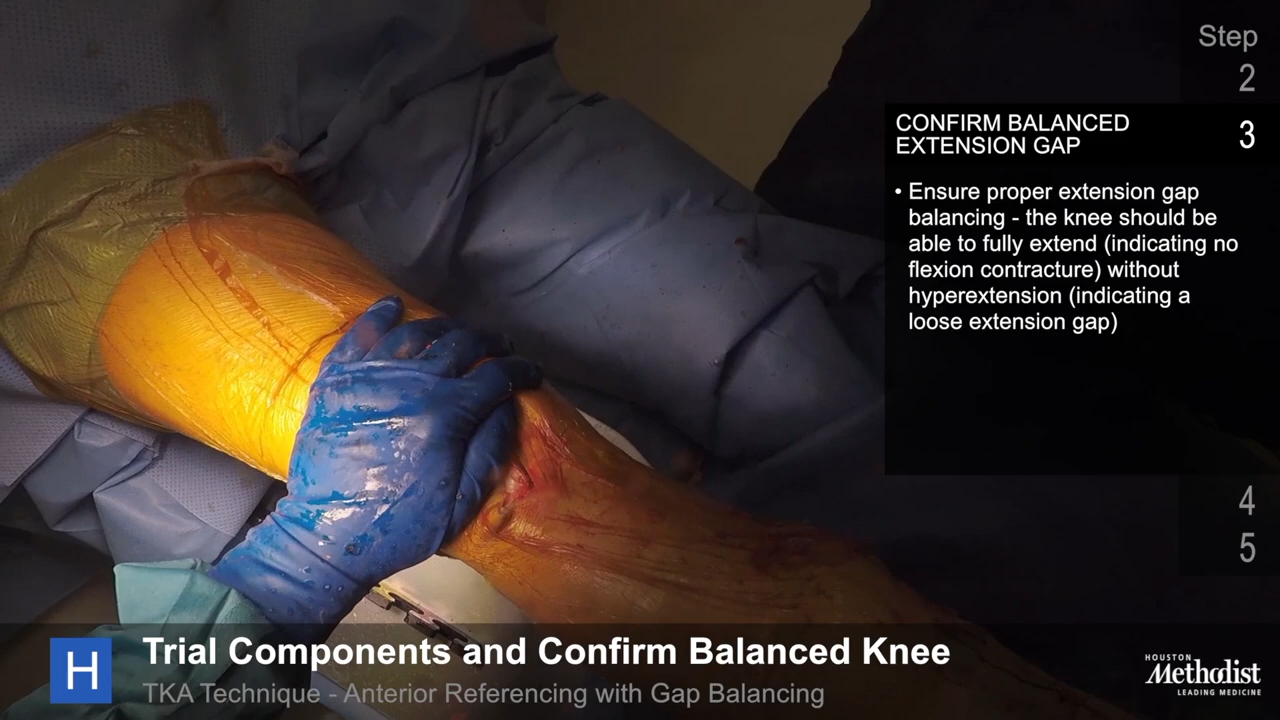 Step
2
CONFIRM BALANCED
EXTENSION GAP
3
• Ensure proper extension gap
balancing - the knee should be
able to fully extend (indicating no
flexion contracture) without
hyperextension (indicating a
loose extension gap)
4
5
H
Trial Components and Confirm Balanced Knee
TKA Technique - Anterior Referencing with Gap Balancing
HOUSTON
Methodist
LEADING MEDICINE